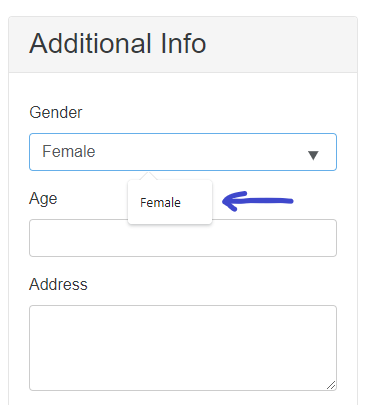 Additional Info
Gender
Female
Female
Age
Address